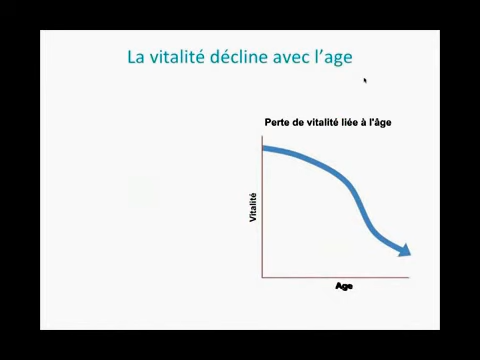 La vitalité décline avec l’age
Perte de vitalité liée à l'âge
Vitalité
Age